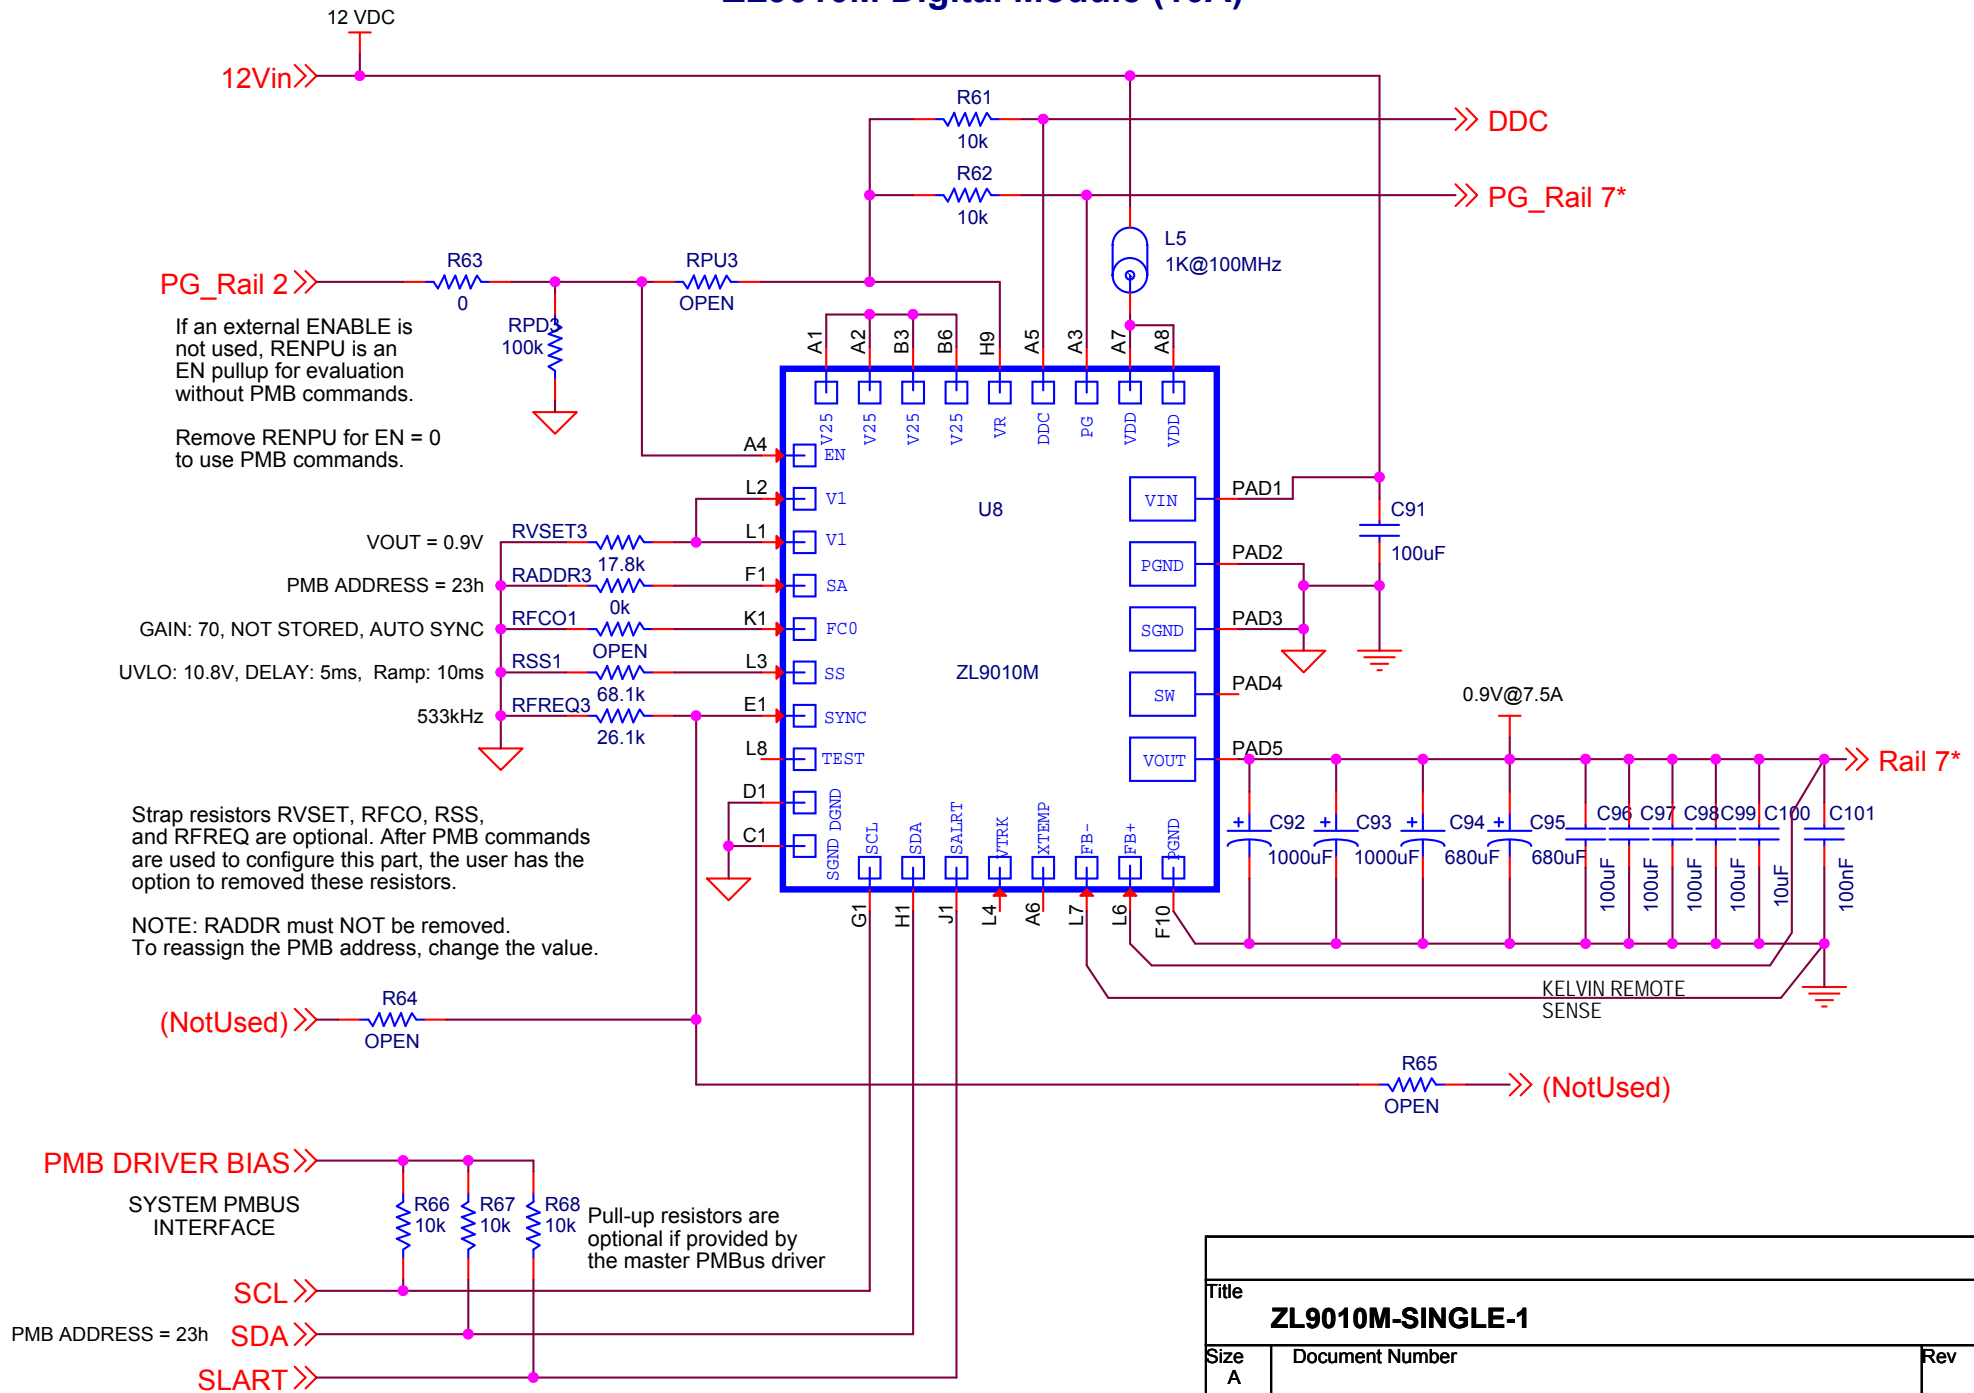 12 VDC
12Vin
R61
10k
DDC
R62
10k
PG_Rail 7*
L5
1K@100MHz
PG_Rail 2
R63
0
RPU3
OPEN
RPD3
100k
If an external ENABLE is
not used, RENPU is an
EN pullup for evaluation
without PMB commands.
Remove RENPU for EN = 0
to use PMB commands.
A1
A2
B3
B6
H9
A5
A3
A7
A8
V25
V25
V25
V25
VR
DDC
PG
VDD
VDD
A4
EN
L2
V1
L1
V1
F1
SA
K1
FC0
L3
SS
E1
SYNC
L8
TEST
D1
DGND
C1
SGND
U8
ZL9010M
VIN
PAD1
PGND
PAD2
SGND
PAD3
SW
PAD4
VOUT
PAD5
C91
100uF
VOUT = 0.9V
RVSET3
17.8k
PMB ADDRESS = 23h
RADDR3
0k
GAIN: 70, NOT STORED, AUTO SYNC
RFCO1
OPEN
UVLO: 10.8V, DELAY: 5ms, Ramp: 10ms
RSS1
68.1k
533kHz
RFREQ3
26.1k
0.9V@7.5A
Rail 7*
SCL
SDA
SALRT
VTRK
XTEMP
FB-
FB+
PGND
G1
H1
J1
L4
A6
L7
L6
F10
C92
1000uF
C93
1000uF
C94
680uF
C95
680uF
C96
100uF
C97
100uF
C98
100uF
C99
100uF
C100
10uF
C101
100nF
Strap resistors RVSET, RFCO, RSS,
and RFREQ are optional. After PMB commands
are used to configure this part, the user has the
option to removed these resistors.
NOTE: RADDR must NOT be removed.
To reassign the PMB address, change the value.
KELVIN REMOTE
SENSE
(NotUsed)
R64
OPEN
R65
OPEN
(NotUsed)
PMB DRIVER BIAS
SYSTEM PMBUS
INTERFACE
R66
10k
R67
10k
R68
10k
Pull-up resistors are
optional if provided by
the master PMBus driver
SCL
PMB ADDRESS = 23h
SDA
SLART
Title
ZL9010M-SINGLE-1
Size
A
Document Number
Rev